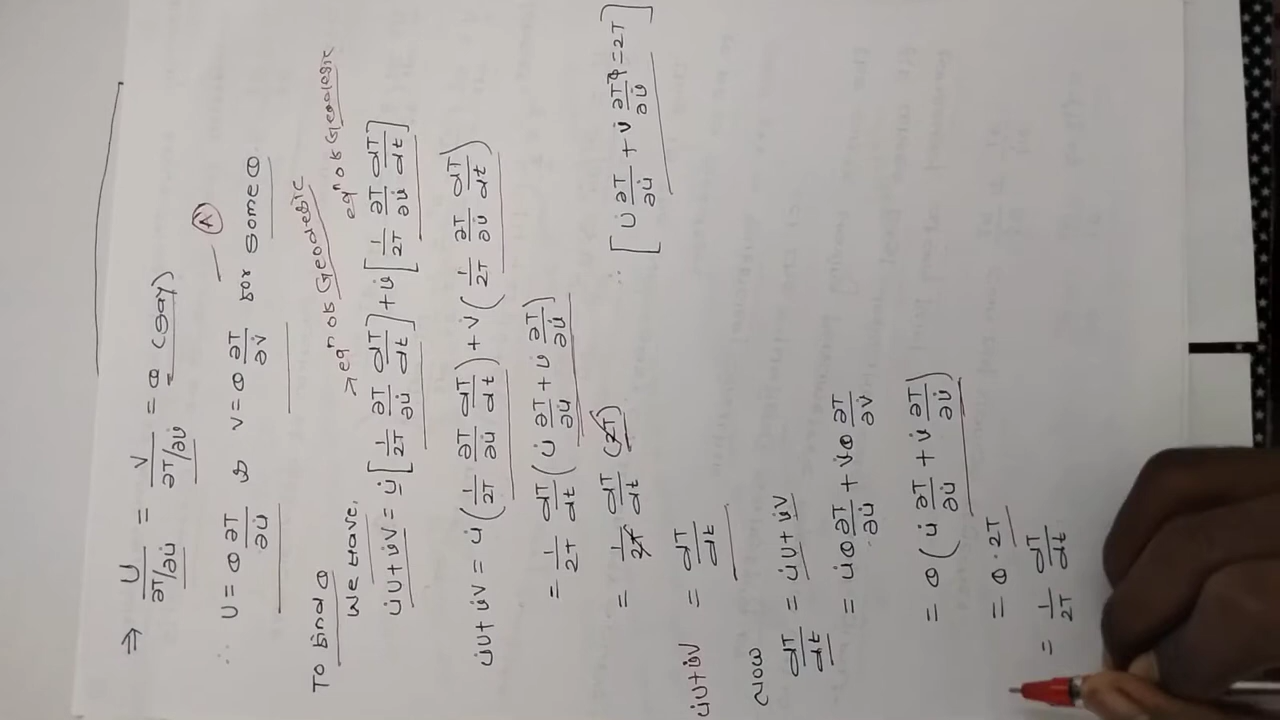 ⇒ U/(∂T/∂u̇) = V/(∂T/∂v̇) = θ (say)
— (A)
∴ U = θ ∂T/∂u̇ & V = θ ∂T/∂v̇ for some θ
To find θ
→ eqⁿ of Geodesic eqⁿ of Geodesic
We have,
u̇U + v̇V = u̇[1/2T ∂T/∂u̇ dT/dt] + v̇[1/2T ∂T/∂v̇ dT/dt]
u̇U + v̇V = u̇(1/2T ∂T/∂u̇ dT/dt) + v̇(1/2T ∂T/∂v̇ dT/dt)
= 1/2T dT/dt (u̇ ∂T/∂u̇ + v̇ ∂T/∂v̇)
= 1/2T dT/dt (2T) ∴ [u̇ ∂T/∂u̇ + v̇ ∂T/∂v̇ = 2T]
u̇U + v̇V = dT/dt
Now
dT/dt = u̇U + v̇V
= u̇θ ∂T/∂u̇ + v̇θ ∂T/∂v̇
= θ (u̇ ∂T/∂u̇ + v̇ ∂T/∂v̇)
= θ · 2T
= 1/2T dT/dt